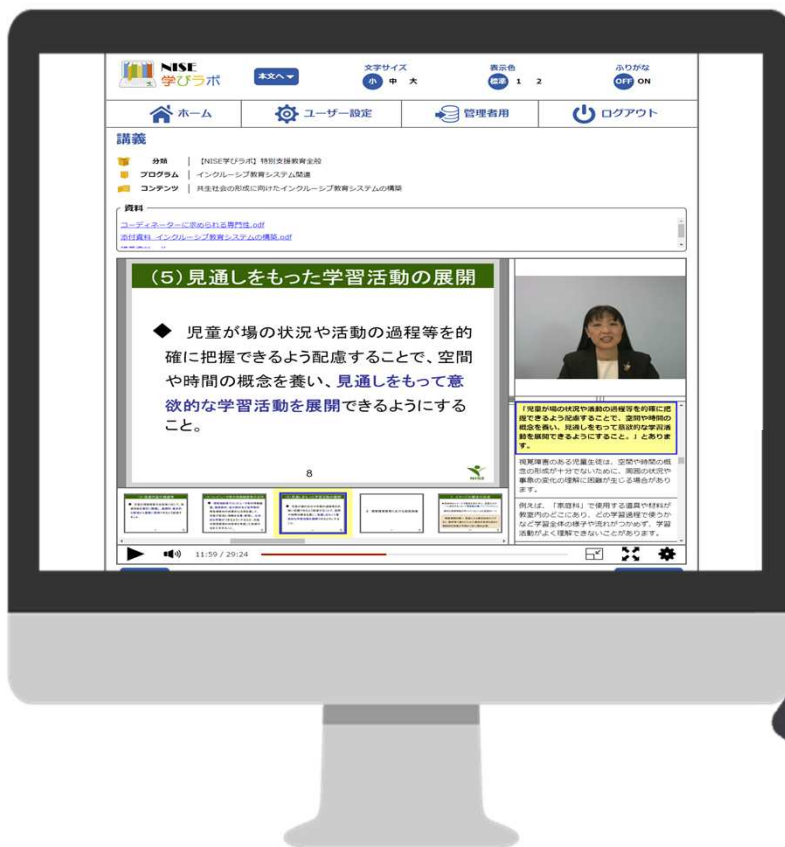 NISE
学びラボ
本文へ
文字サイズ
小 中 大
表示色
標準 1 2
ふりがな
OFF ON
ホーム
ユーザー設定
管理者用
ログアウト
講義
分類 | 【NISE学びラボ】特別支援教育全般
プログラム | インクルーシブ教育システム関連
コンテンツ | 共生社会の形成に向けたインクルーシブ教育システムの構築
資料
コーディネーターに求められる専門性.pdf
添付資料_インクルーシブ教育システムの構築.pdf
(5)見通しをもった学習活動の展開
◆ 児童が場の状況や活動の過程等を的
確に把握できるよう配慮することで、空間
や時間の概念を養い、見通しをもって意
欲的な学習活動を展開できるようにする
こと。
8
NISE
「児童が場の状況や活動の過程等を的確に把
握できるよう配慮することで、空間や時間の
概念を養い、見通しをもって意欲的な学習活
動を展開できるようにすること。」とありま
す。
視覚障害のある児童生徒は、空間や時間の概
念の形成が十分でないために、周囲の状況や
事象の変化の理解に困難が生じる場合があり
ます。
例えば、「家庭科」で使用する道具や材料が
教室内のどこにあり、どの学習過程で使うか
など学習全体の様子や流れがつかめず、学習
活動がよく理解できないことがあります。
11:59 / 29:24